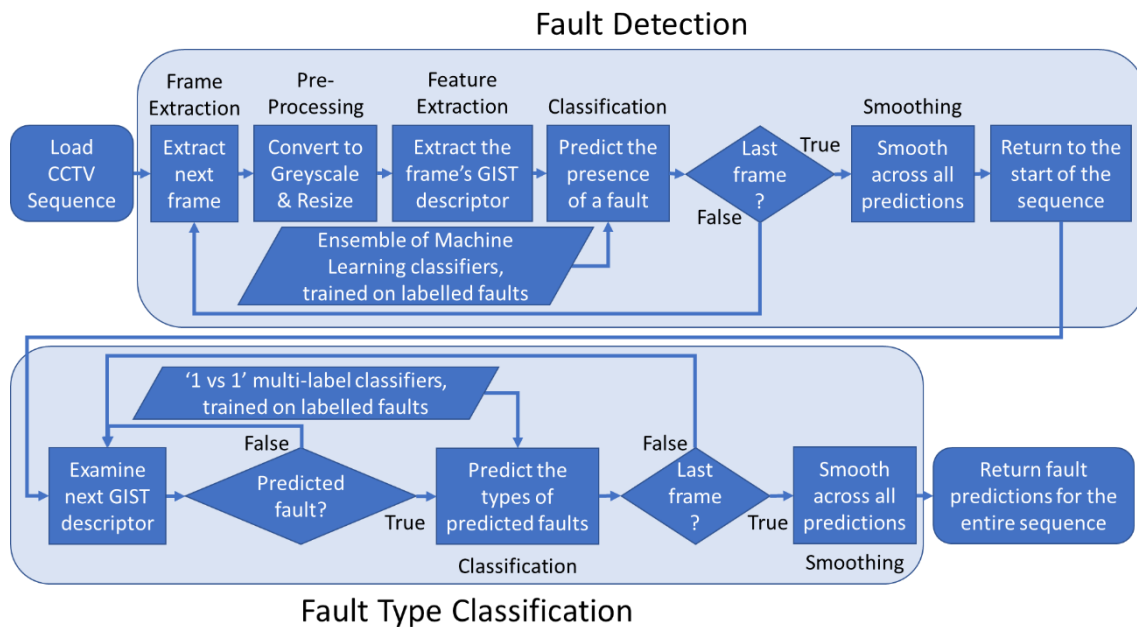 Fault Detection
Frame
Extraction
Pre-
Processing
Feature
Extraction
Classification
Smoothing
Load
CCTV
Sequence
Extract
next
frame
Convert to
Greyscale
& Resize
Extract the
frame's GIST
descriptor
Predict the
presence
of a fault
Last
frame
?
True
False
Smooth
across all
predictions
Return to the
start of the
sequence
Ensemble of Machine
Learning classifiers,
trained on labelled faults
'1 vs 1' multi-label classifiers,
trained on labelled faults
Examine
next GIST
descriptor
False
Predicted
fault?
True
Predict the
types of
predicted faults
Classification
False
Last
frame
?
True
Smooth
across all
predictions
Smoothing
Return fault
predictions for the
entire sequence
Fault Type Classification